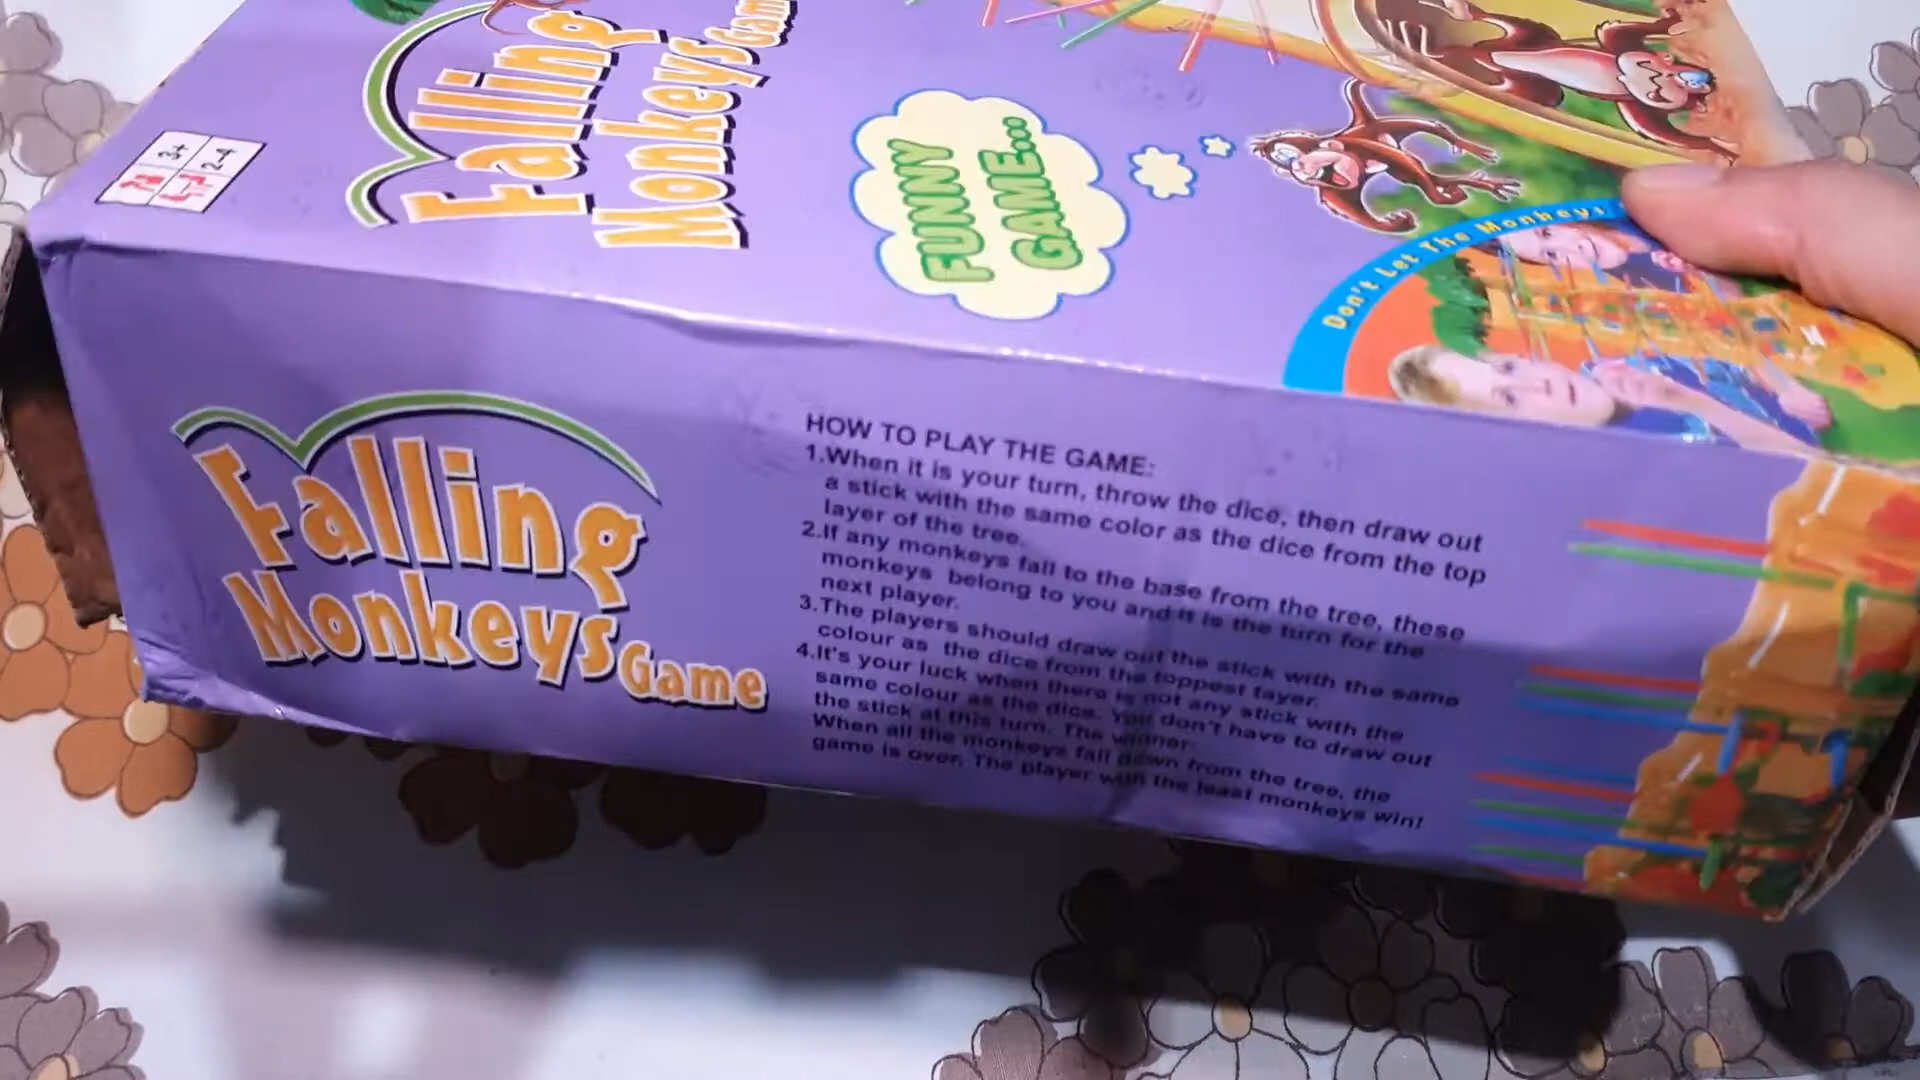 Falling
Monkeys
Game
3+
2-4
FUNNY
GAME...
Don't Let The Monkeys
Falling
Monkeys
Game
HOW TO PLAY THE GAME:
1.When it is your turn, throw the dice, then draw out
a stick with the same color as the dice from the top
layer of the tree.
2.If any monkeys fall to the base from the tree, these
monkeys belong to you and it is the turn for the
next player.
3.The players should draw out the stick with the same
colour as the dice from the toppest layer.
4.It's your luck when there is not any stick with the
same colour as the dice. You don't have to draw out
the stick at this turn. The winner:
When all the monkeys fall down from the tree, the
game is over. The player with the least monkeys win!